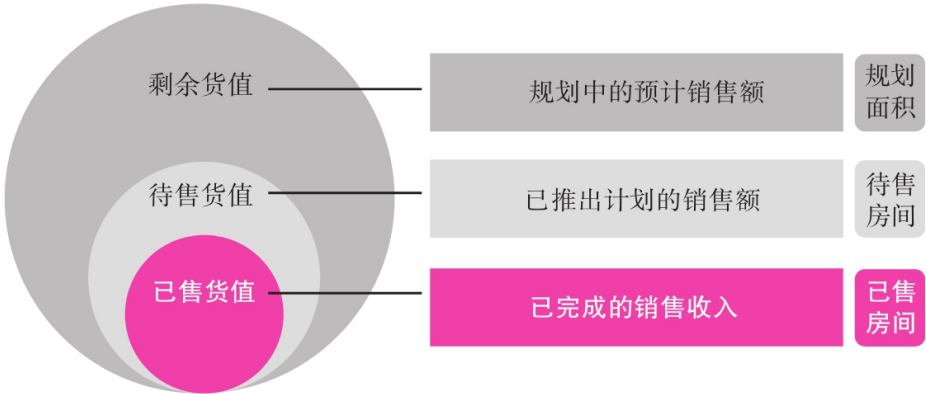 剩余货值
规划中的预计销售额
规划
面积
待售货值
已推出计划的销售额
待售
房间
已售货值
已完成的销售收入
已售
房间